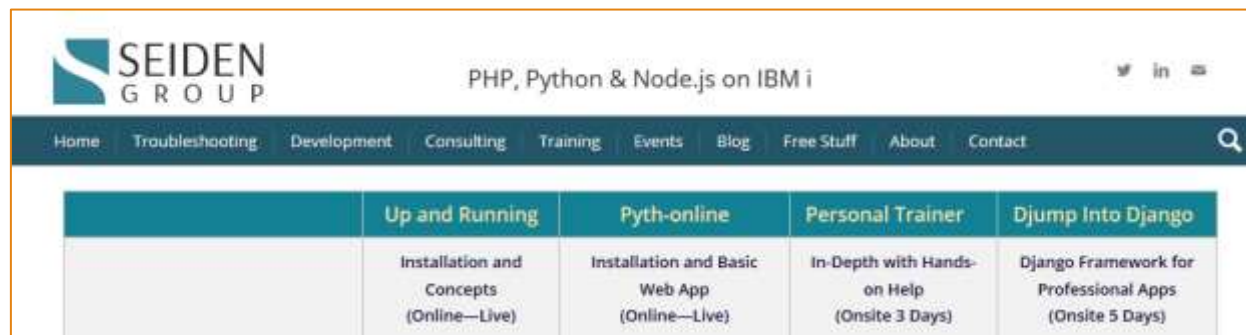 SEIDEN
GROUP
PHP, Python & Node.js on IBM i
in
Home Troubleshooting Development Consulting Training Events Blog Free Stuff About Contact
Up and Running Pyth-online Personal Trainer Djump Into Django
Installation and Installation and Basic In-Depth with Hands- Django Framework for
Concepts Web App on Help Professional Apps
(Online—Live) (Online—Live) (Onsite 3 Days) (Onsite 5 Days)